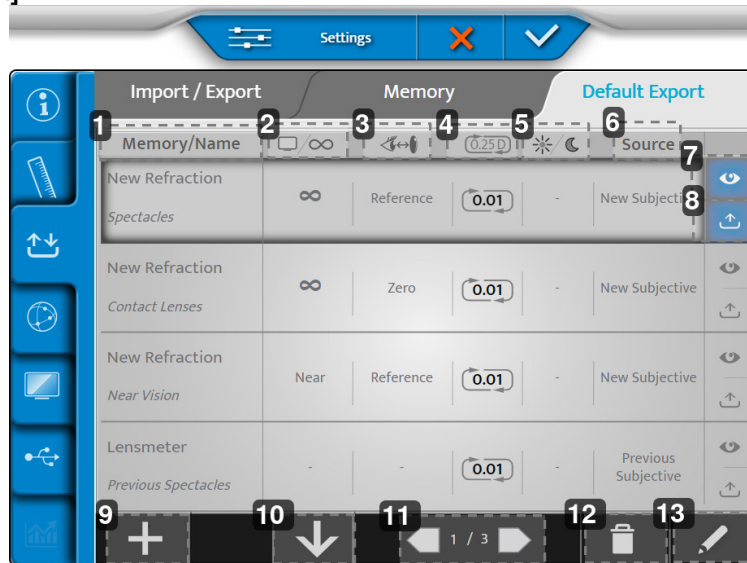 Settings
Import / Export
Memory
Default Export
1
2
3
4
5
6
Memory/Name
/∞
0.25 D
/
Source
7
New Refraction
Spectacles
∞
Reference
0.01
-
New Subjecti
8
New Refraction
Contact Lenses
∞
Zero
0.01
-
New Subjective
New Refraction
Near Vision
Near
Reference
0.01
-
New Subjective
Lensmeter
Previous Spectacles
-
-
0.01
-
Previous
Subjective
9
10
11
1 / 3
12
13